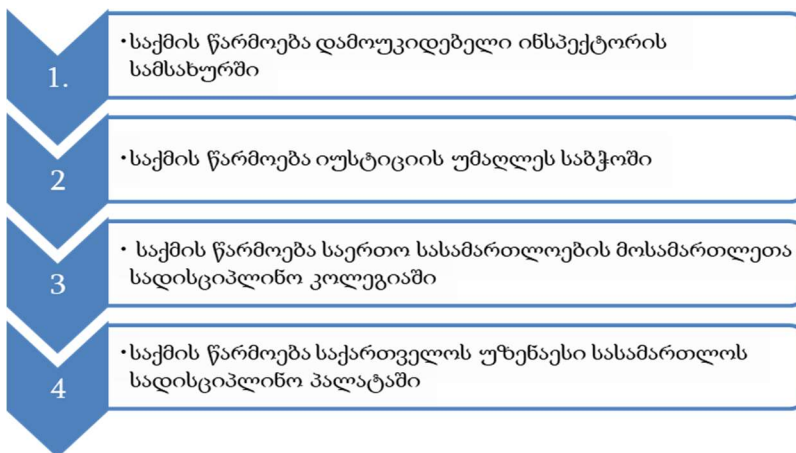 1.
•საქმის წარმოება დამოუკიდებელი ინსპექტორის
სამსახურში
2
•საქმის წარმოება იუსტიციის უმაღლეს საბჭოში
3
• საქმის წარმოება საერთო სასამართლოების მოსამართლეთა
სადისციპლინო კოლეგიაში
4
•საქმის წარმოება საქართველოს უზენაესი სასამართლოს
სადისციპლინო პალატაში